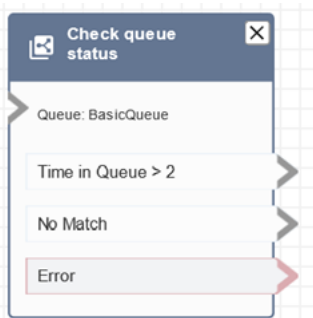 Check queue
status
Queue: BasicQueue
Time in Queue > 2
No Match
Error